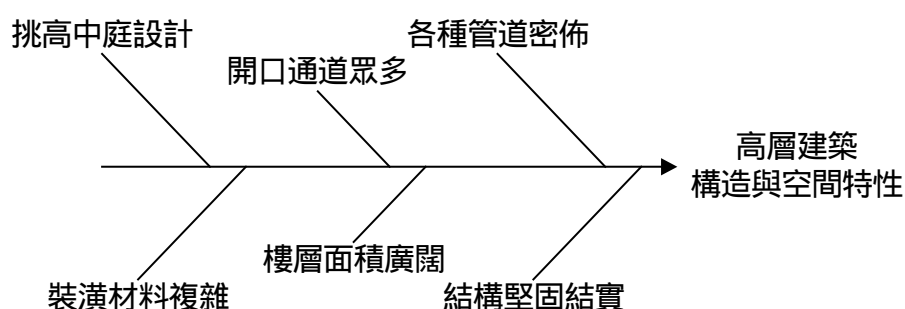 挑高中庭設計
各種管道密佈
開口通道眾多
高層建築
構造與空間特性
樓層面積廣闊
裝潢材料複雜
結構堅固結實